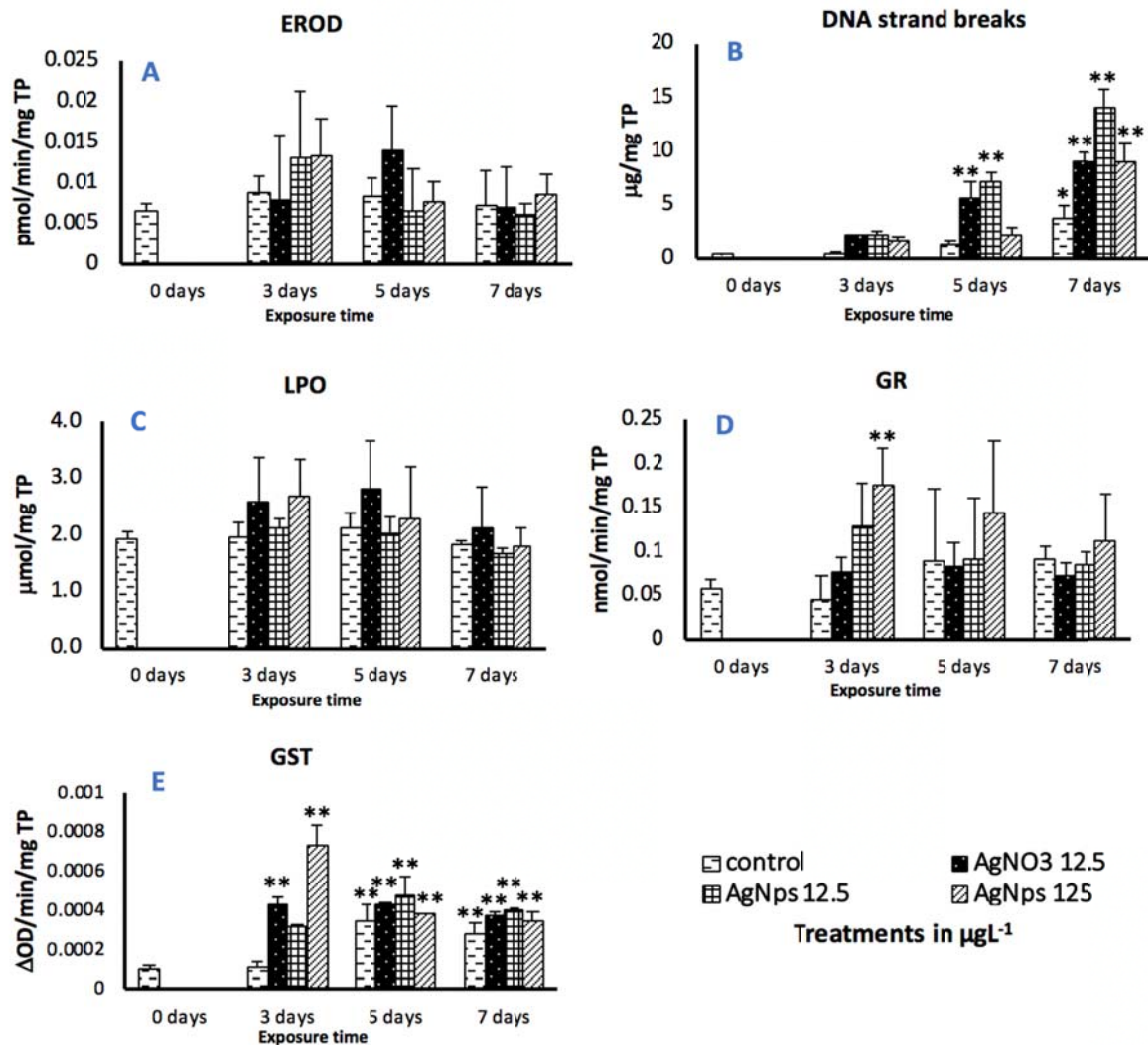 EROD
A
pmol/min/mg TP
0.025
0.02
0.015
0.01
0.005
0
0 days 3 days 5 days 7 days
Exposure time
DNA strand breaks
B
µg/mg TP
20
15
10
5
0
** **
* ** ** **
0 days 3 days 5 days 7 days
Exposure time
LPO
C
µmol/mg TP
4.0
3.0
2.0
1.0
0.0
0 days 3 days 5 days 7 days
Exposure time
GR
D
nmol/min/mg TP
0.25
0.2
0.15
0.1
0.05
0
**
0 days 3 days 5 days 7 days
Exposure time
GST
E
ΔOD/min/mg TP
0.001
0.0008
0.0006
0.0004
0.0002
0
** **
** ** ** **
** ** ** **
0 days 3 days 5 days 7 days
Exposure time
control AgNO3 12.5
AgNps 12.5 AgNps 125
Treatments in µgL⁻¹